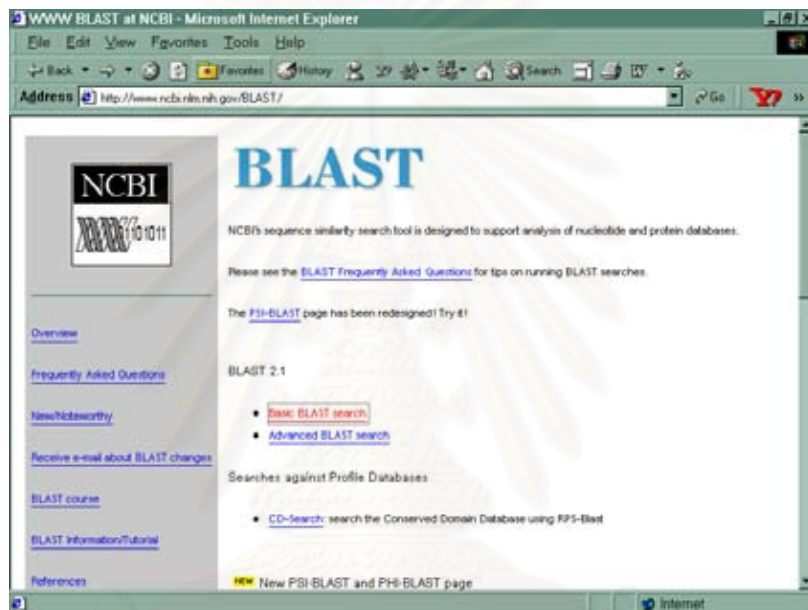 WWW BLAST at NCBI - Microsoft Internet Explorer
File Edit View Favorites Tools Help
Back Favorites History Search
Address http://www.ncbi.nlm.nih.gov/BLAST/ Go
NCBI
BLAST
NCBI's sequence similarity search tool is designed to support analysis of nucleotide and protein databases.
Please see the BLAST Frequently Asked Questions for tips on running BLAST searches.
The PSI-BLAST page has been redesigned! Try it!
BLAST 2.1
Basic BLAST search
Advanced BLAST search
Searches against Profile Databases
CD-Search: search the Conserved Domain Database using RPS-Blast
NEW New PSI-BLAST and PHI-BLAST page
Overview
Frequently Asked Questions
New/Noteworthy
Receive e-mail about BLAST changes
BLAST course
BLAST Information/Tutorial
References
Internet